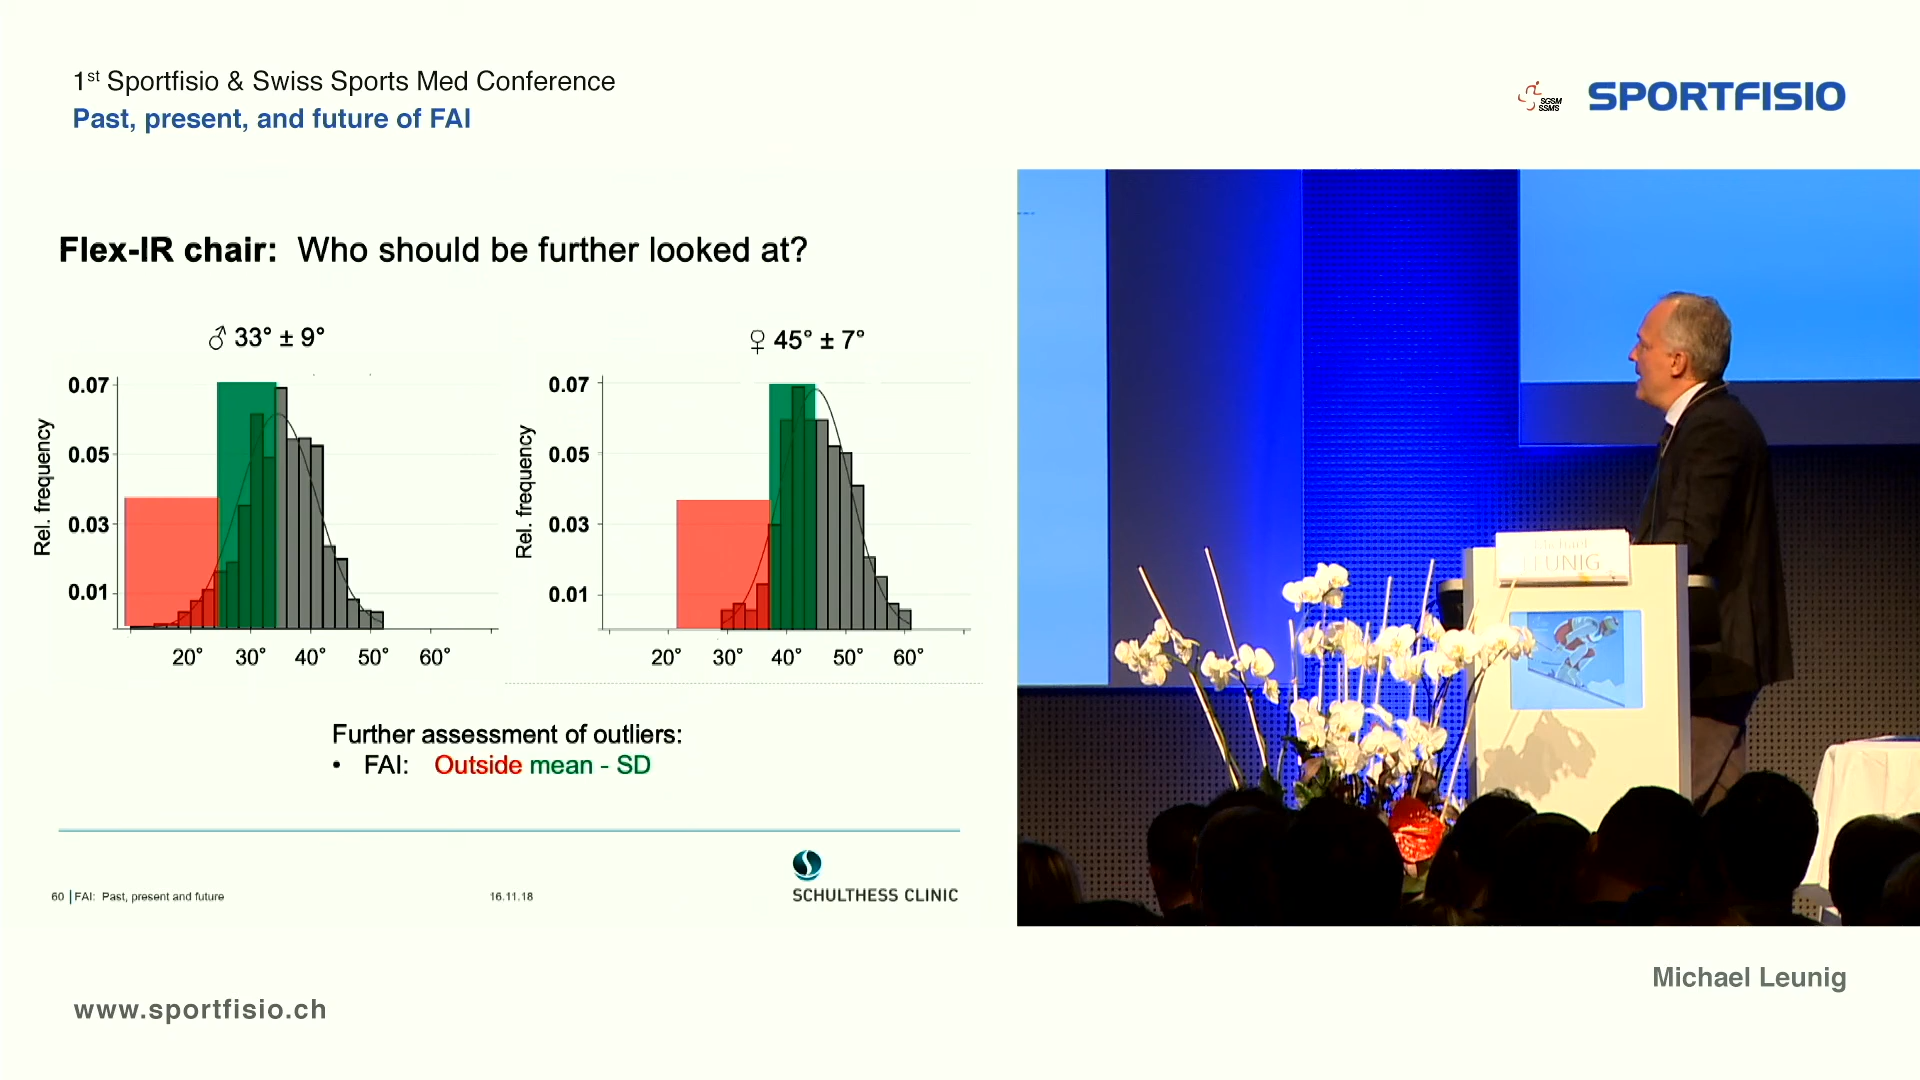 1st Sportfisio & Swiss Sports Med Conference
Past, present, and future of FAI
SGSM
SSMS
SPORTFISIO
Flex-IR chair: Who should be further looked at?
♂ 33° ± 9°
0.07
0.05
0.03
0.01
Rel. frequency
20° 30° 40° 50° 60°
♀ 45° ± 7°
0.07
0.05
0.03
0.01
Rel. frequency
20° 30° 40° 50° 60°
Further assessment of outliers:
• FAI: Outside mean - SD
60 | FAI: Past, present and future
16.11.18
SCHULTHESS CLINIC
Michael
LEUNIG
Michael Leunig
www.sportfisio.ch